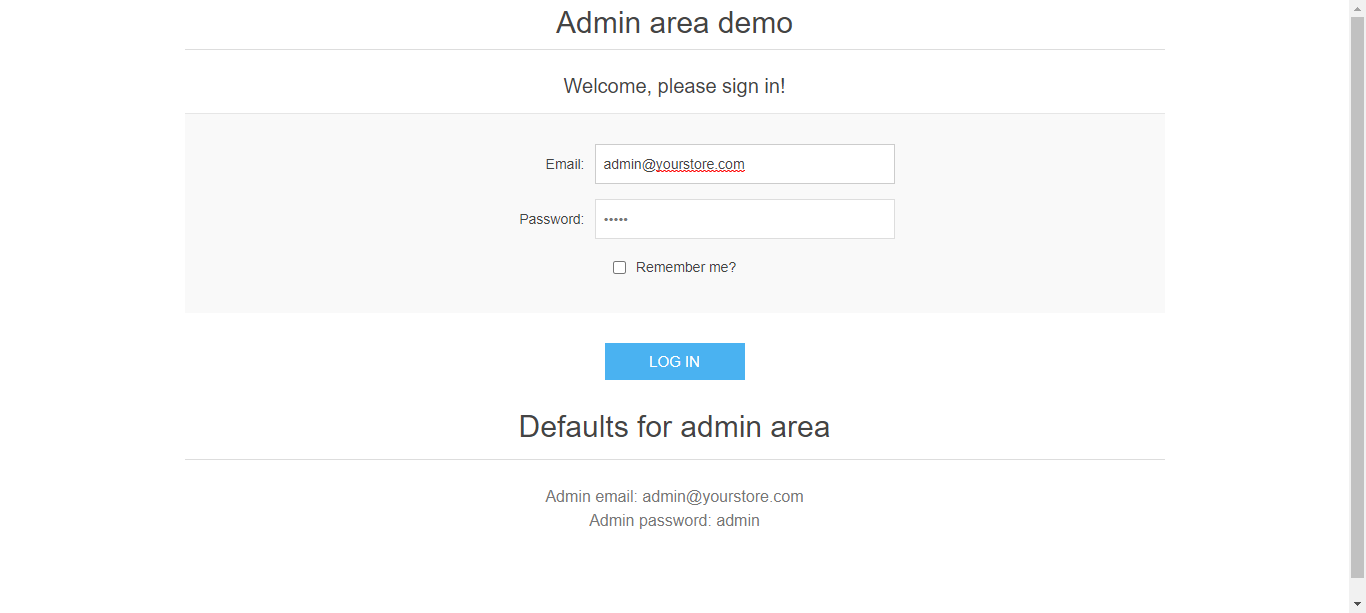 Admin area demo
Welcome, please sign in!
Email: admin@yourstore.com
Password: •••••
Remember me?
LOG IN
Defaults for admin area
Admin email: admin@yourstore.com
Admin password: admin